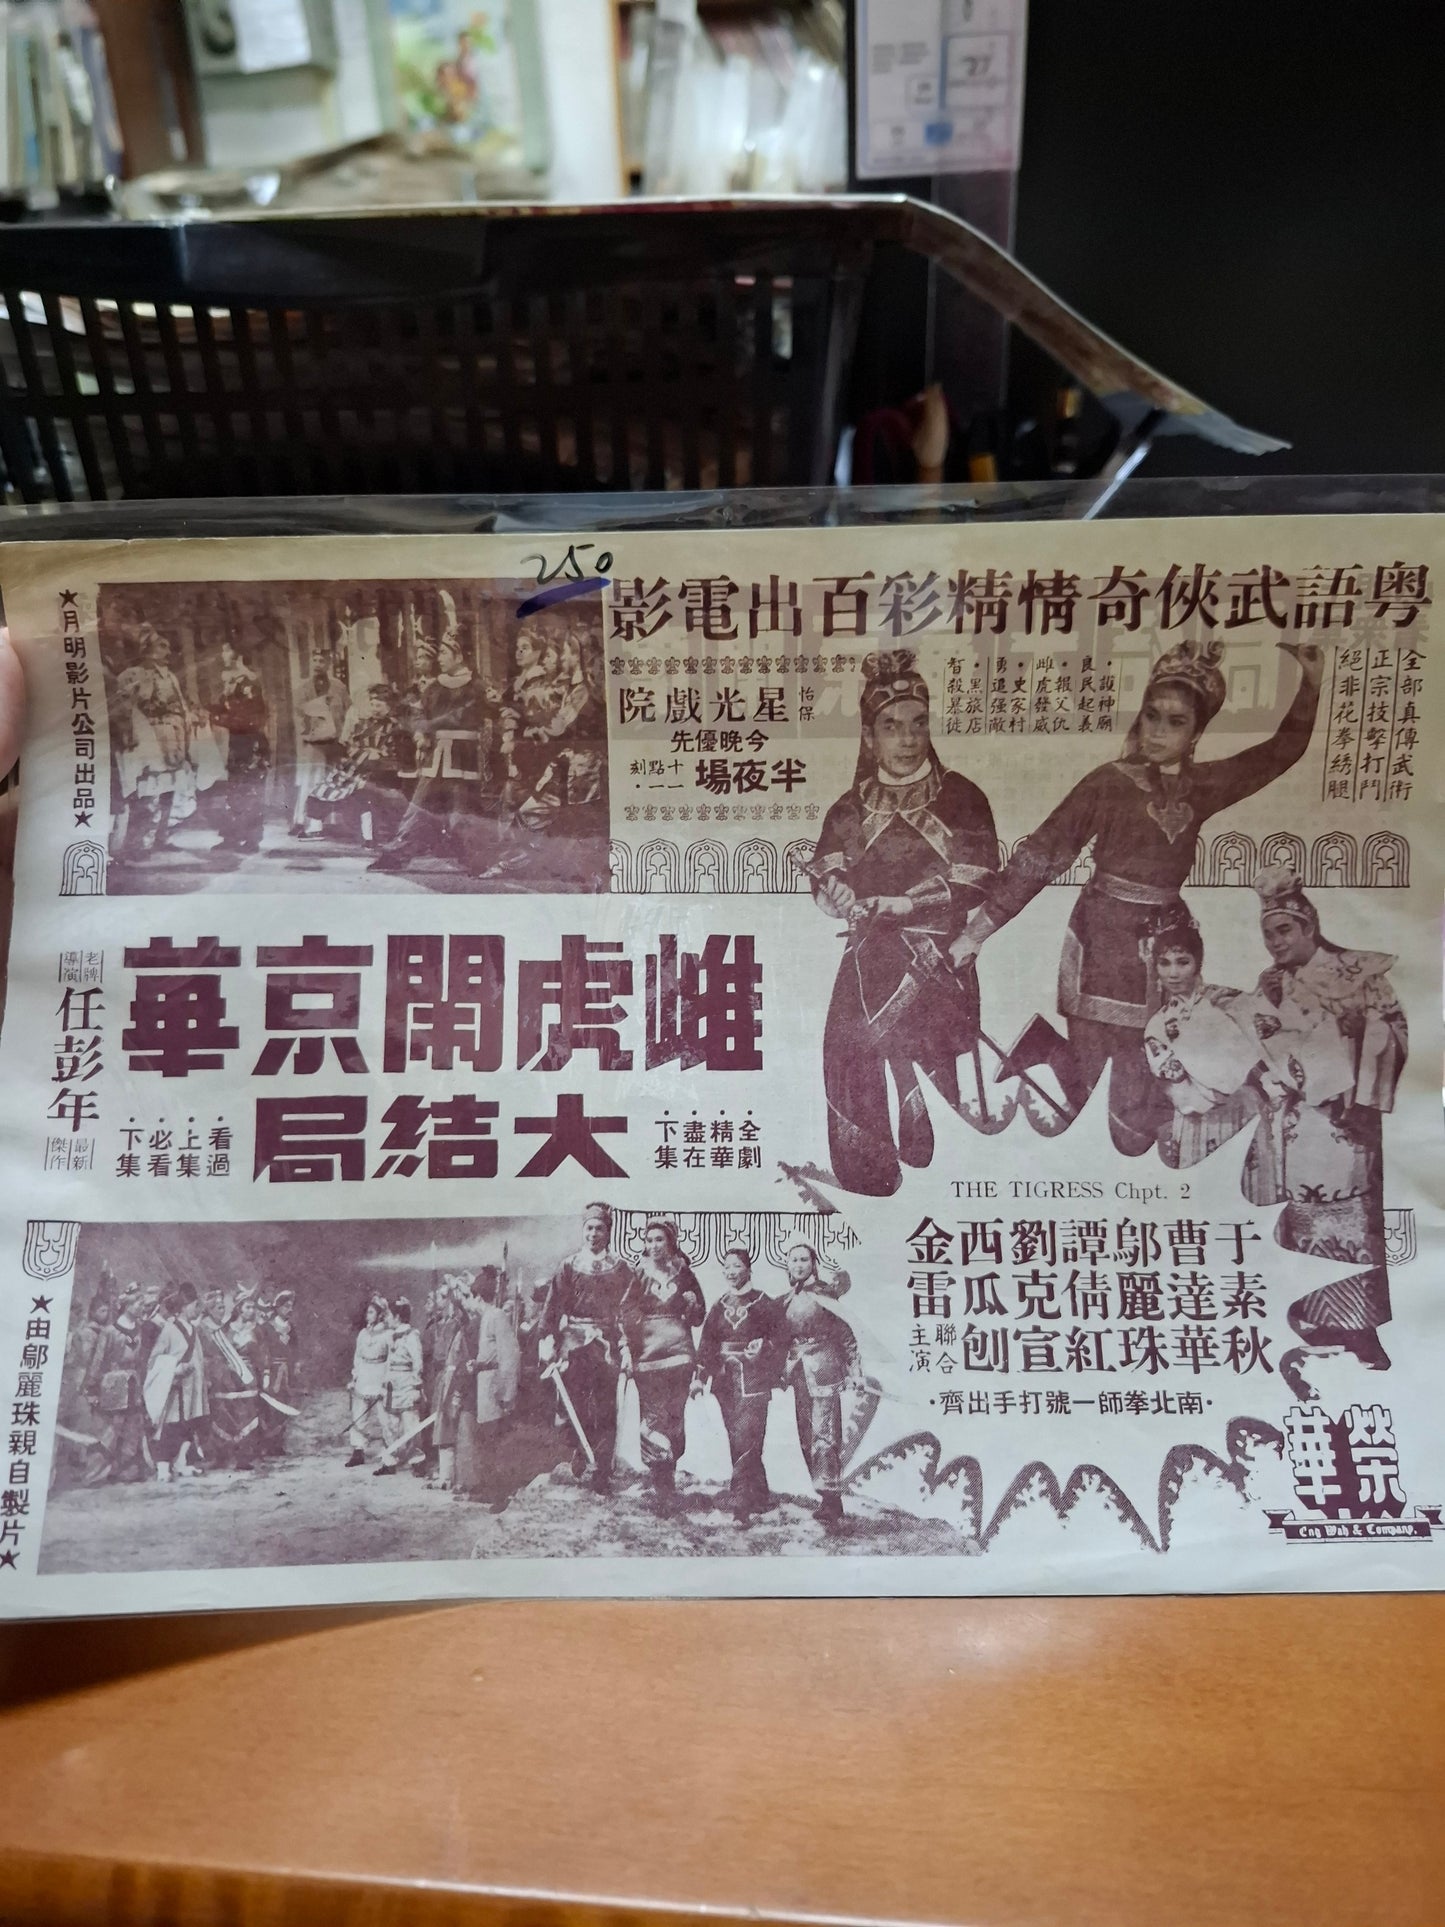 250
粵語武俠奇情精彩百出電影
全部真傳武術
正宗技擊打鬥
絕非花拳綉腿
護神廟·良民起義
報父仇·雌虎發威
史家村·勇退强敵
黑旅店·智殺暴徒
怡保
星光戲院
今晚優先
半夜場
十點一刻
★月明影片公司出品★
雌虎鬧京華
大結局
全劇
精華
盡在
下集
看過
上集
必看
下集
老牌導演
任彭年
最新傑作
THE TIGRESS Chpt. 2
于素秋
曹達華
鄔麗珠
譚倩紅
劉克宣
西瓜刨
金雷
聯合主演
·南北拳師一號打手出齊·
★由鄔麗珠親自製片★
榮華
Eng Wah & Company.